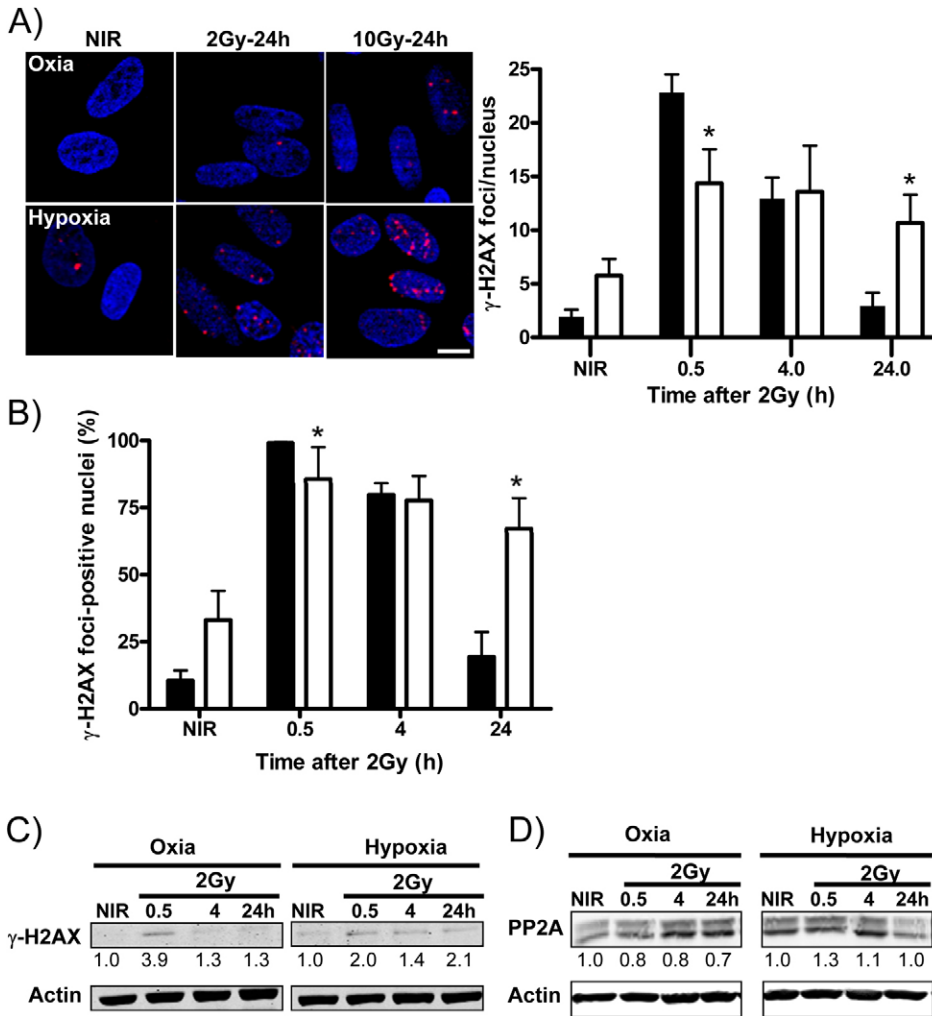 A)
NIR 2Gy-24h 10Gy-24h
Oxia
Hypoxia
γ-H2AX foci/nucleus
25
20
15
10
5
0
* *
NIR 0.5 4.0 24.0
Time after 2Gy (h)
B)
γ-H2AX foci-positive nuclei (%)
100
75
50
25
0
* *
NIR 0.5 4 24
Time after 2Gy (h)
C)
Oxia Hypoxia
2Gy 2Gy
NIR 0.5 4 24h NIR 0.5 4 24h
γ-H2AX
1.0 3.9 1.3 1.3 1.0 2.0 1.4 2.1
Actin
D)
Oxia Hypoxia
2Gy 2Gy
NIR 0.5 4 24h NIR 0.5 4 24h
PP2A
1.0 0.8 0.8 0.7 1.0 1.3 1.1 1.0
Actin